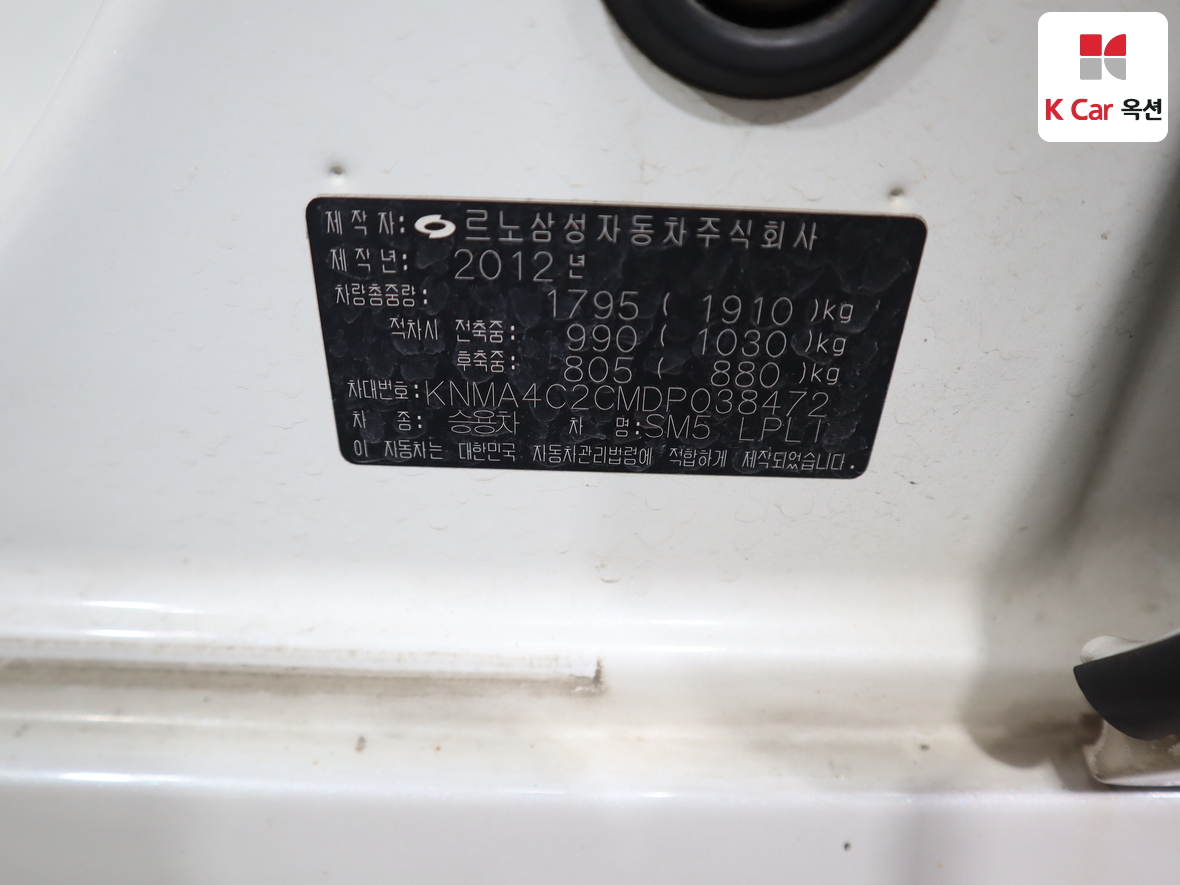 K Car 옥션
제 작 자: 르노삼성자동차주식회사
제 작 년: 2012년
차량총중량: 1795 ( 1910 )kg
적차시 전축중: 990 ( 1030 )kg
후축중: 805 ( 880 )kg
차대번호:KNMA4C2CMDP038472
차 종: 승용차 차 명:SM5 LPLI
이 자동차는 대한민국 자동차관리법령에 적합하게 제작되었습니다.